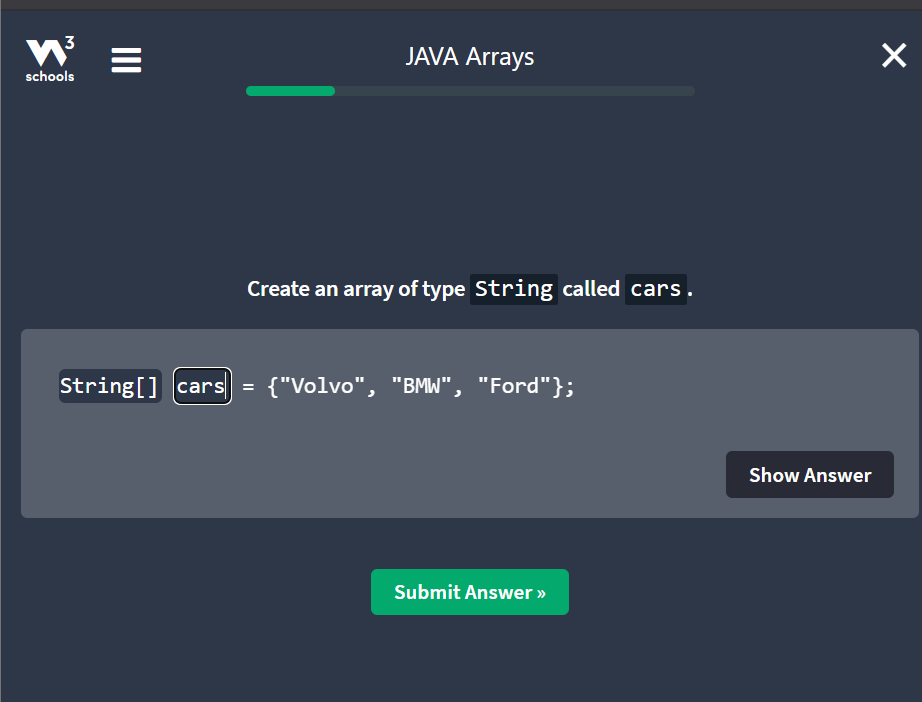 W3
schools
JAVA Arrays
Create an array of type String called cars.
String[] cars = {"Volvo", "BMW", "Ford"};
Show Answer
Submit Answer »